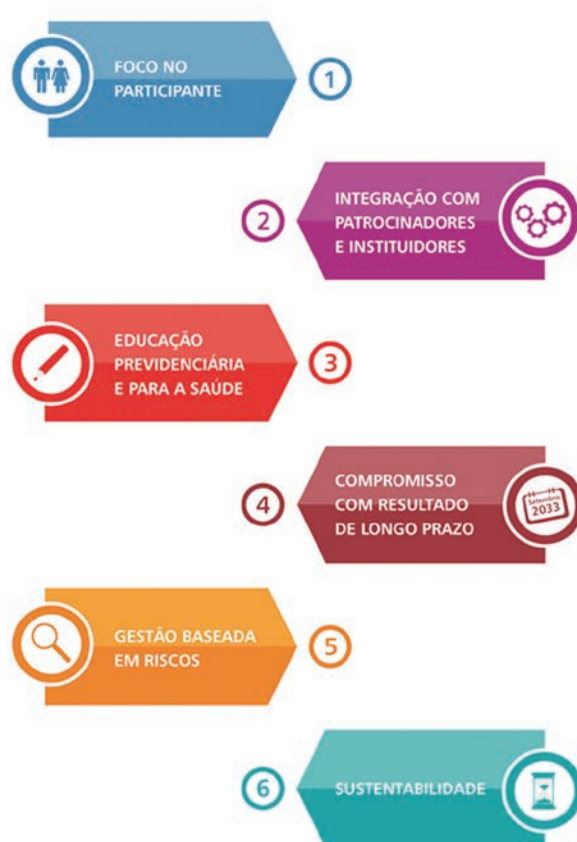 FOCO NO
PARTICIPANTE
1
2
INTEGRAÇÃO COM
PATROCINADORES
E INSTITUIDORES
EDUCAÇÃO
PREVIDENCIÁRIA
E PARA A SAÚDE
3
4
COMPROMISSO
COM RESULTADO
DE LONGO PRAZO
Setembro
2033
GESTÃO BASEADA
EM RISCOS
5
6
SUSTENTABILIDADE